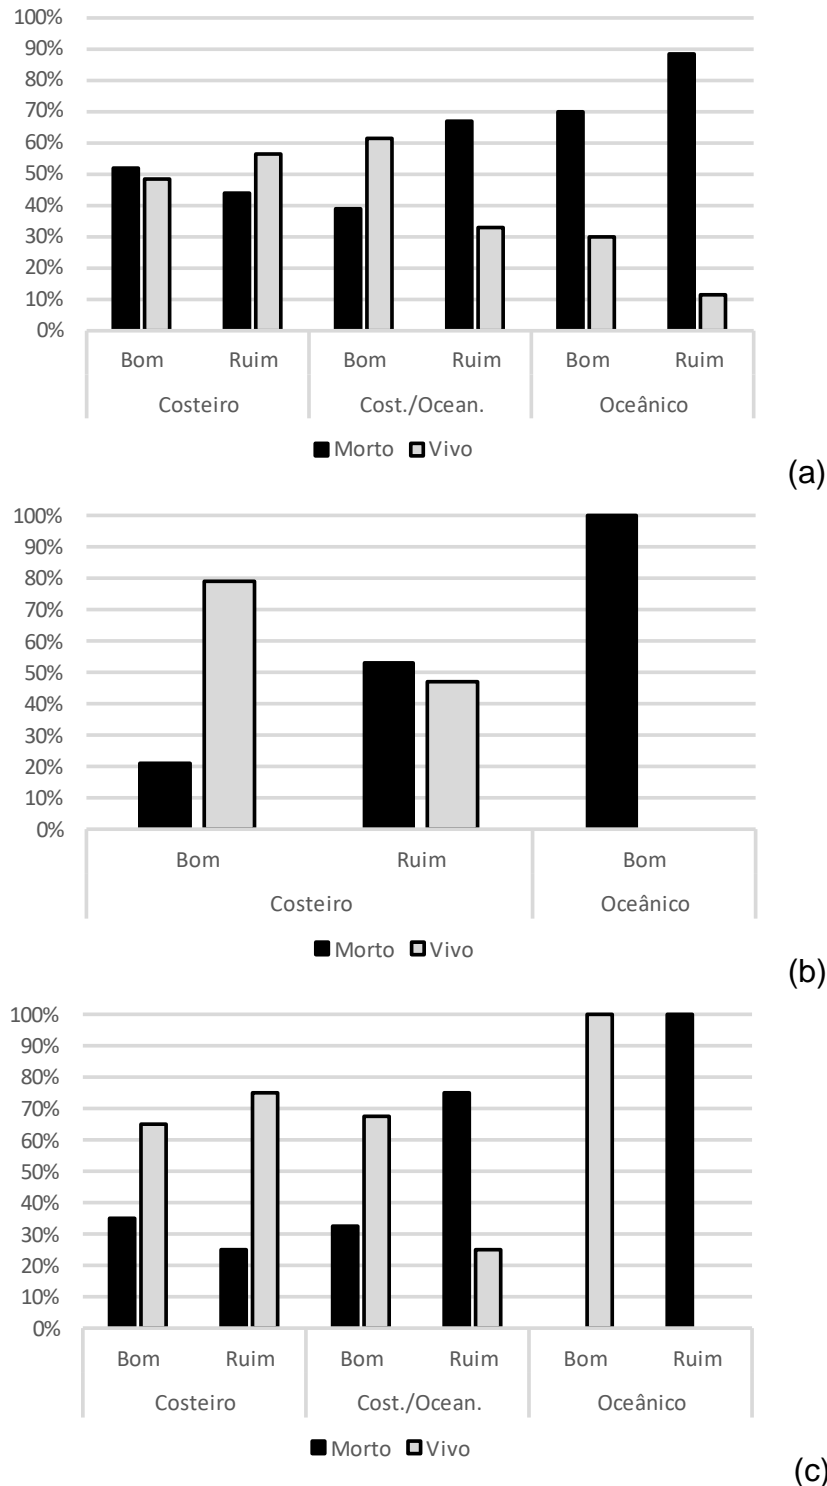 100%
90%
80%
70%
60%
50%
40%
30%
20%
10%
0%
Bom Ruim Bom Ruim Bom Ruim
Costeiro Cost./Ocean. Oceânico
Morto Vivo
(a)
100%
90%
80%
70%
60%
50%
40%
30%
20%
10%
0%
Bom Ruim Bom
Costeiro Oceânico
Morto Vivo
(b)
100%
90%
80%
70%
60%
50%
40%
30%
20%
10%
0%
Bom Ruim Bom Ruim Bom Ruim
Costeiro Cost./Ocean. Oceânico
Morto Vivo
(c)